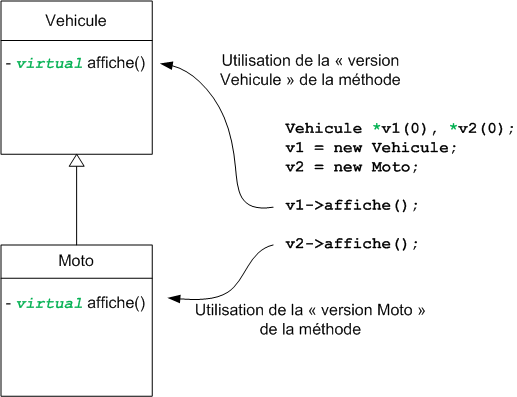 Vehicule
- virtual affiche()
Utilisation de la « version
Vehicule » de la méthode
Vehicule *v1(0), *v2(0);
v1 = new Vehicule;
v2 = new Moto;
v1->affiche();
v2->affiche();
Moto
- virtual affiche()
Utilisation de la « version Moto »
de la méthode